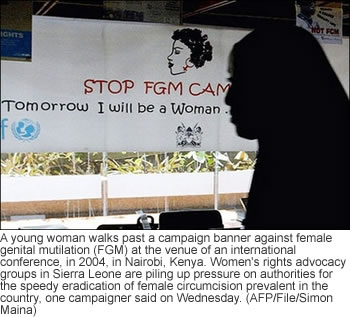 RIGHTS
NOT FGM
STOP FGM CAM
Tomorrow I will be a Woman .
f
A young woman walks past a campaign banner against female
genital mutilation (FGM) at the venue of an international
conference, in 2004, in Nairobi, Kenya. Women's rights advocacy
groups in Sierra Leone are piling up pressure on authorities for
the speedy eradication of female circumcision prevalent in the
country, one campaigner said on Wednesday. (AFP/File/Simon
Maina)